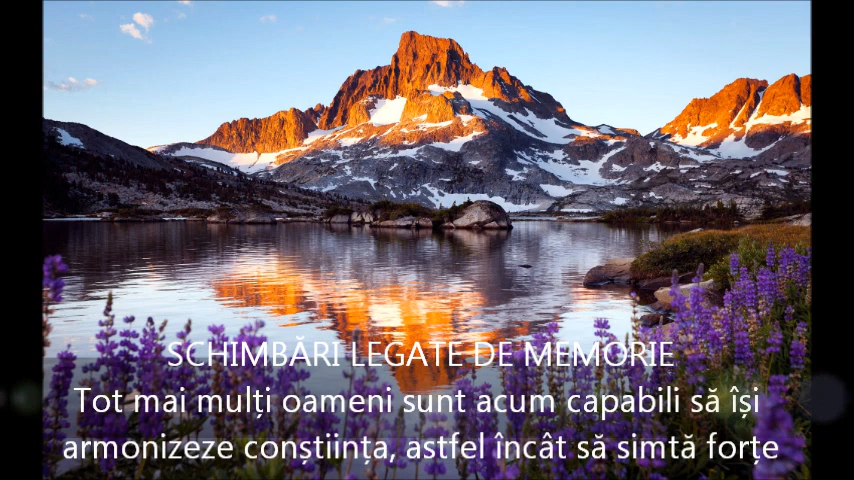 SCHIMBĂRI LEGATE DE MEMORIE
Tot mai mulți oameni sunt acum capabili să își
armonizeze conștiința, astfel încât să simtă forțe